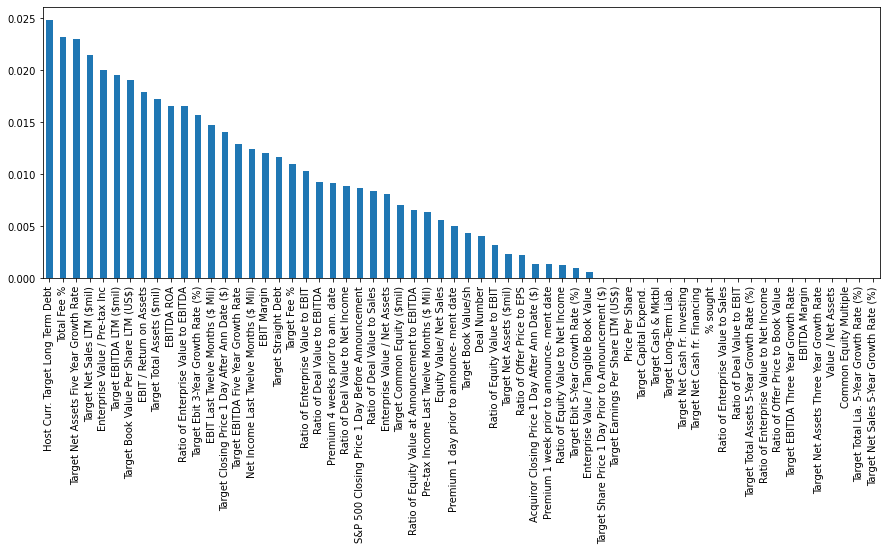 0.025
0.020
0.015
0.010
0.005
0.000
Host Curr. Target Long Term Debt
Total Fee %
Target Net Assets Five Year Growth Rate
Target Net Sales LTM ($mil)
Enterprise Value / Pre-tax Inc
Target EBITDA LTM ($mil)
Target Book Value Per Share LTM (US$)
EBIT / Return on Assets
Target Total Assets ($mil)
EBITDA ROA
Ratio of Enterprise Value to EBITDA
Target Ebit 3-Year Growth Rate (%)
EBIT Last Twelve Months ($ Mil)
Target Closing Price 1 Day After Ann Date ($)
Target EBITDA Five Year Growth Rate
Net Income Last Twelve Months ($ Mil)
EBIT Margin
Target Straight Debt
Target Fee %
Ratio of Enterprise Value to EBIT
Ratio of Deal Value to EBITDA
Premium 4 weeks prior to ann. date
Ratio of Deal Value to Net Income
S&P 500 Closing Price 1 Day Before Announcement
Ratio of Deal Value to Sales
Enterprise Value / Net Assets
Target Common Equity ($mil)
Ratio of Equity Value at Announcement to EBITDA
Pre-tax Income Last Twelve Months ($ Mil)
Equity Value/ Net Sales
Premium 1 day prior to announce- ment date
Target Book Value/sh
Deal Number
Ratio of Equity Value to EBIT
Target Net Assets ($mil)
Ratio of Offer Price to EPS
Acquiror Closing Price 1 Day After Ann Date ($)
Premium 1 week prior to announce- ment date
Ratio of Equity Value to Net Income
Target Ebit 5-Year Growth Rate (%)
Enterprise Value / Tangible Book Value
Target Share Price 1 Day Prior to Announcement ($)
Target Earnings Per Share LTM (US$)
Price Per Share
Target Capital Expend.
Target Cash & Mktbl
Target Long-Term Liab.
Target Net Cash Fr. Investing
Target Net Cash fr. Financing
% sought
Ratio of Enterprise Value to Sales
Ratio of Deal Value to EBIT
Target Total Assets 5-Year Growth Rate (%)
Ratio of Enterprise Value to Net Income
Ratio of Offer Price to Book Value
Target EBITDA Three Year Growth Rate
EBITDA Margin
Target Net Assets Three Year Growth Rate
Value / Net Assets
Common Equity Multiple
Target Total Lia. 5-Year Growth Rate (%)
Target Net Sales 5-Year Growth Rate (%)